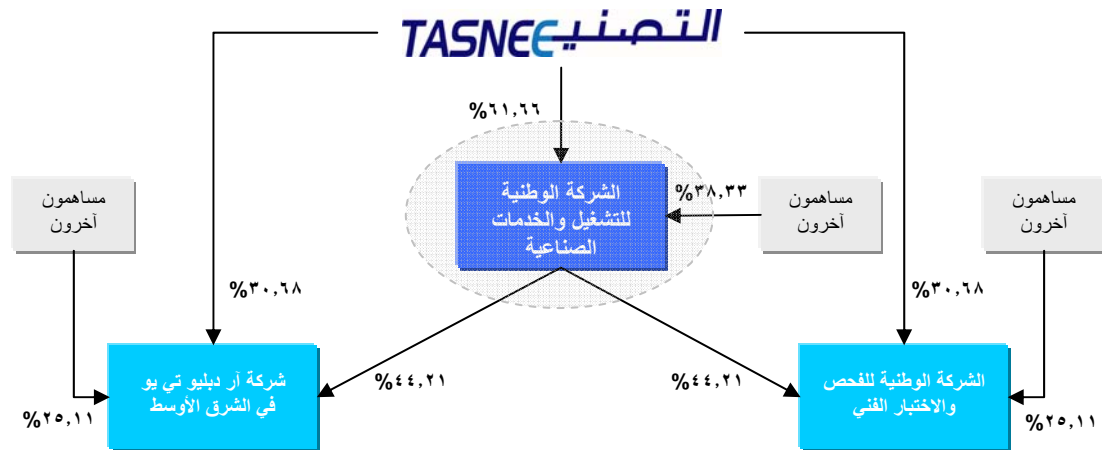 TASNEE التصنيع
%٦١,٦٦
الشركة الوطنية
للتشغيل والخدمات
الصناعية
%٣٨,٣٣
مساهمون
آخرون
مساهمون
آخرون
مساهمون
آخرون
%٣٠,٦٨
%٣٠,٦٨
%٤٤,٢١
%٤٤,٢١
الشركة الوطنية للفحص
والاختبار الفني
%٢٥,١١
شركة آر دبليو تي يو
في الشرق الأوسط
%٢٥,١١